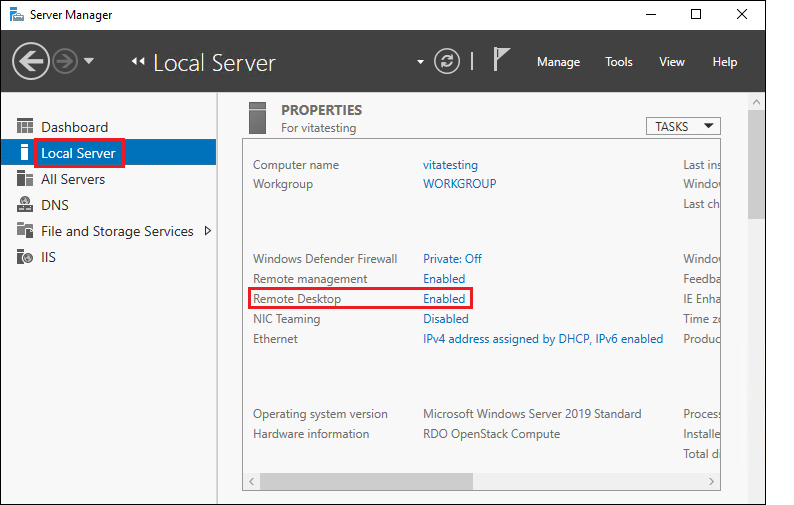 Server Manager
Local Server
Manage Tools View Help
Dashboard
Local Server
All Servers
DNS
File and Storage Services
IIS
PROPERTIES
For vitatesting
TASKS
Computer name vitatesting Last ins
Workgroup WORKGROUP Window
Last ch
Windows Defender Firewall Private: Off Window
Remote management Enabled Feedba
Remote Desktop Enabled IE Enha
NIC Teaming Disabled Time zo
Ethernet IPv4 address assigned by DHCP, IPv6 enabled Produc
Operating system version Microsoft Windows Server 2019 Standard Process
Hardware information RDO OpenStack Compute Installe
Total di